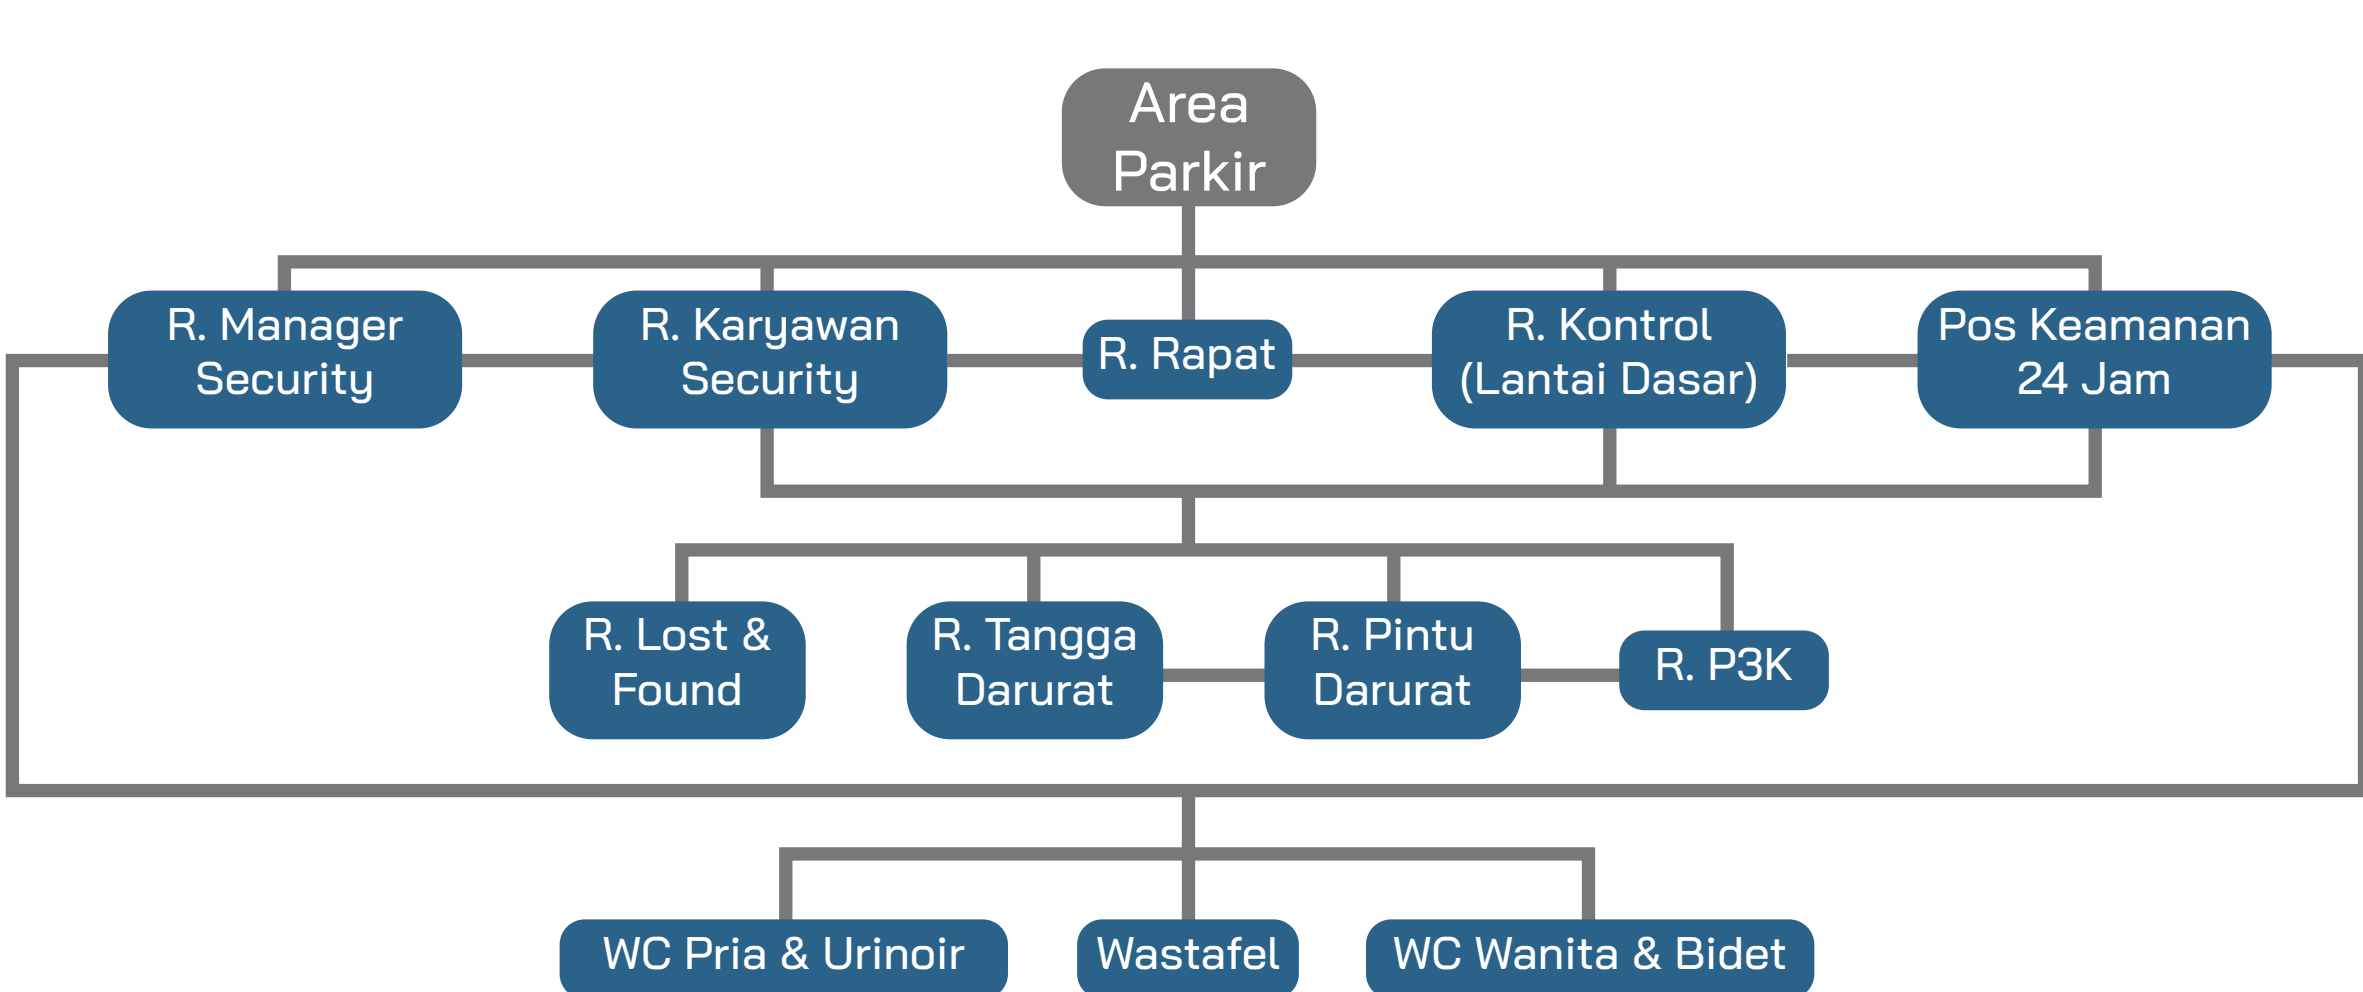 Area
Parkir
R. Manager
Security
R. Karyawan
Security
R. Rapat
R. Kontrol
(Lantai Dasar)
Pos Keamanan
24 Jam
R. Lost &
Found
R. Tangga
Darurat
R. Pintu
Darurat
R. P3K
WC Pria & Urinoir
Wastafel
WC Wanita & Bidet